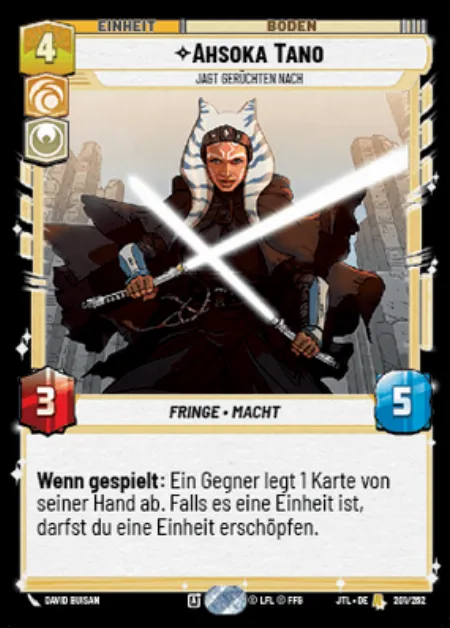 EINHEIT
BODEN
4
AHSOKA TANO
JAGT GERÜCHTEN NACH
3
FRINGE • MACHT
5
Wenn gespielt: Ein Gegner legt 1 Karte von
seiner Hand ab. Falls es eine Einheit ist,
darfst du eine Einheit erschöpfen.
DAVID BUISAN
A
© LFL © FFG
JTL • DE
R
201/262